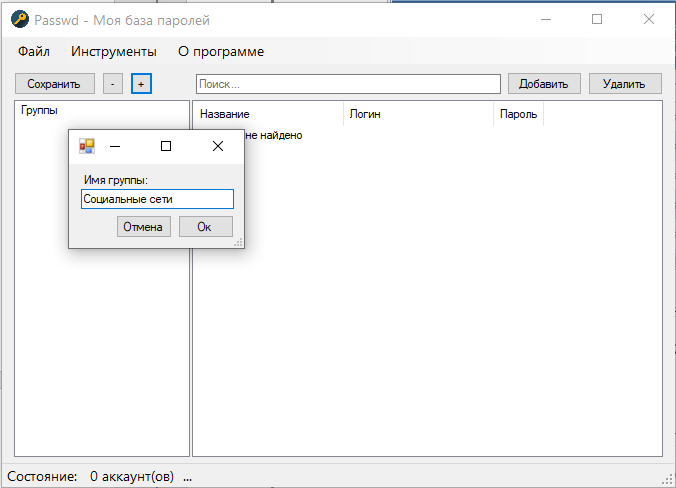 Passwd - Моя база паролей
Файл Инструменты О программе
Сохранить - + Поиск... Добавить Удалить
Группы
Название Логин Пароль
не найдено
Имя группы:
Социальные сети
Отмена Ок
Состояние: 0 аккаунт(ов) ...